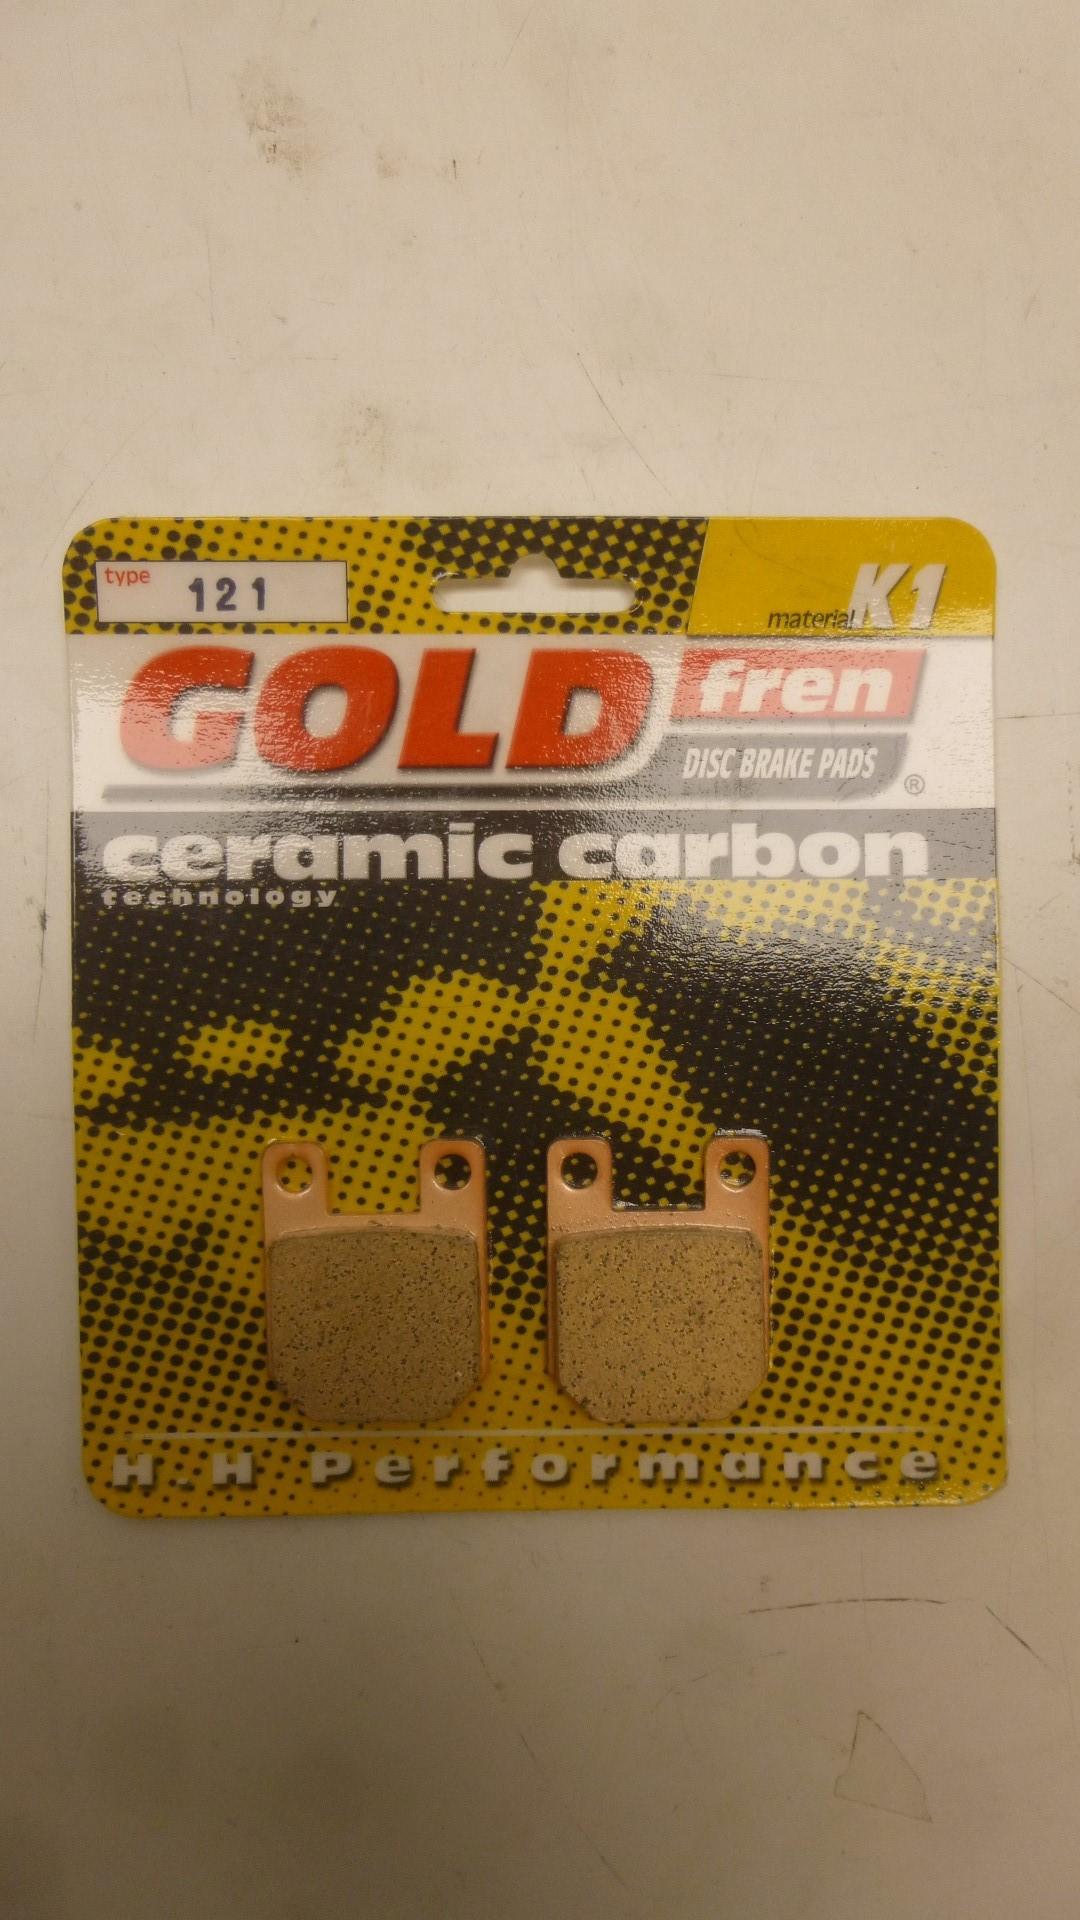 type 121
material K1
GOLD fren
DISC BRAKE PADS ®
ceramic carbon
technology
H.H Performance